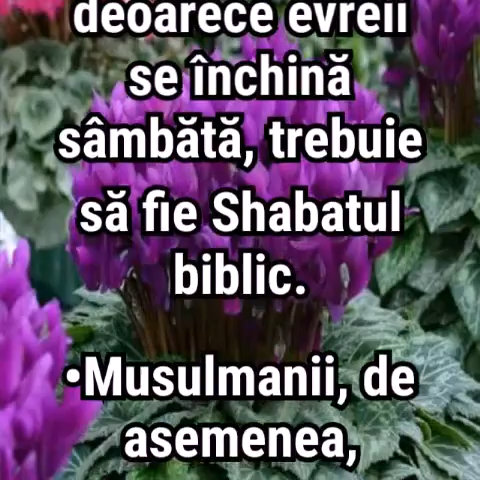 deoarece evreii
se închină
sâmbătă, trebuie
să fie Shabatul
biblic.
•Musulmanii, de
asemenea,